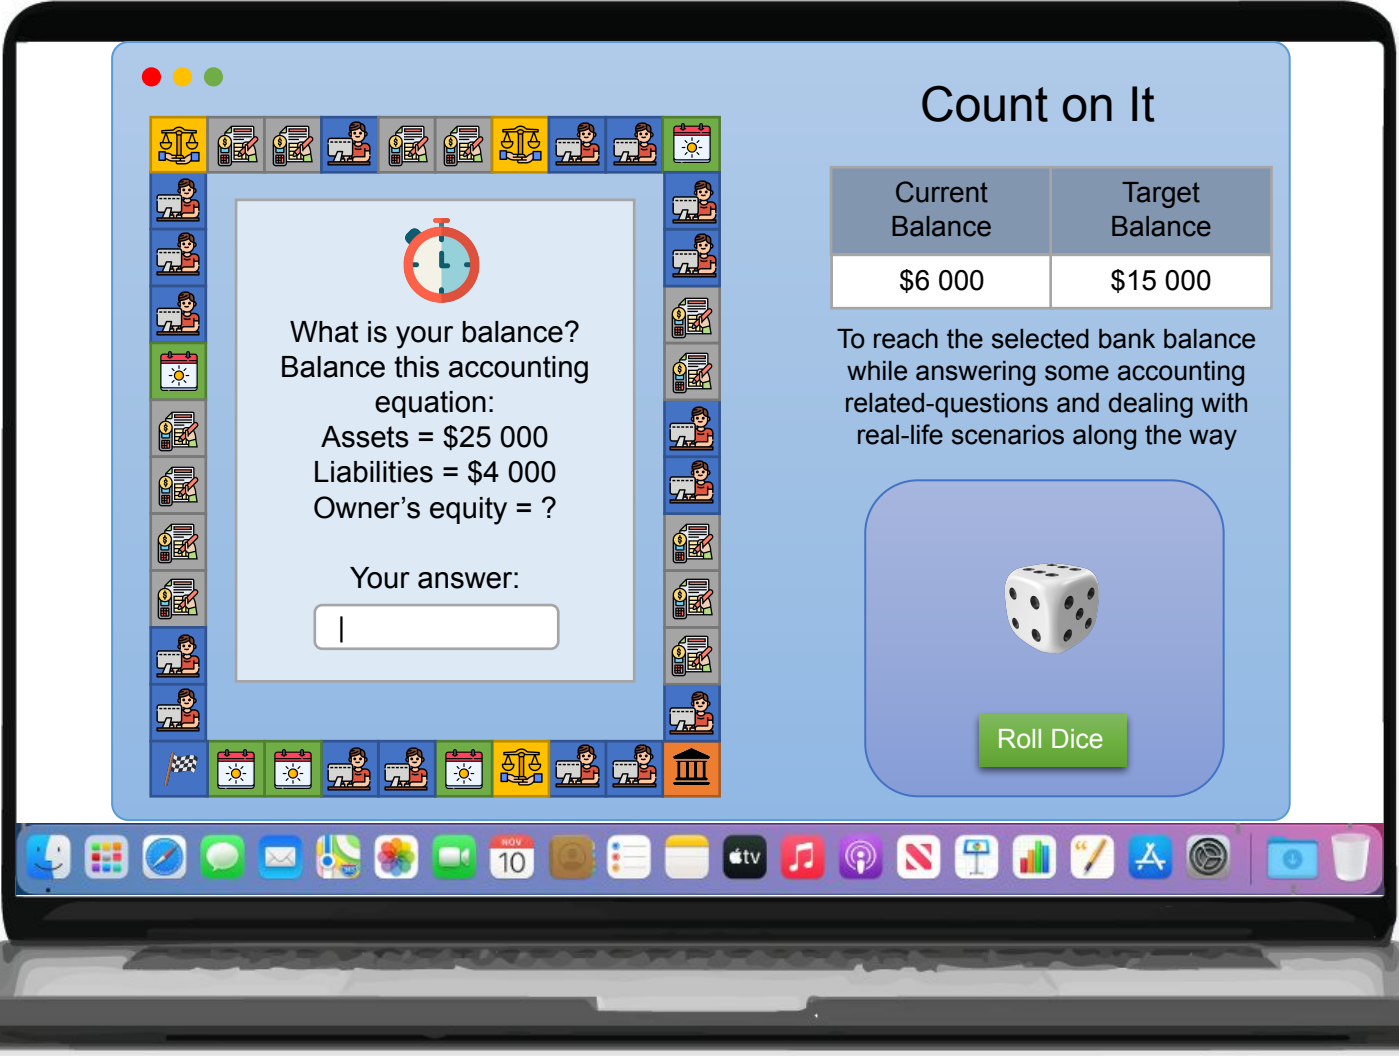 Count on It
Current
Balance
Target
Balance
$6 000
$15 000
To reach the selected bank balance
while answering some accounting
related-questions and dealing with
real-life scenarios along the way
What is your balance?
Balance this accounting
equation:
Assets = $25 000
Liabilities = $4 000
Owner’s equity = ?
Your answer:
Roll Dice
NOV
10
tv